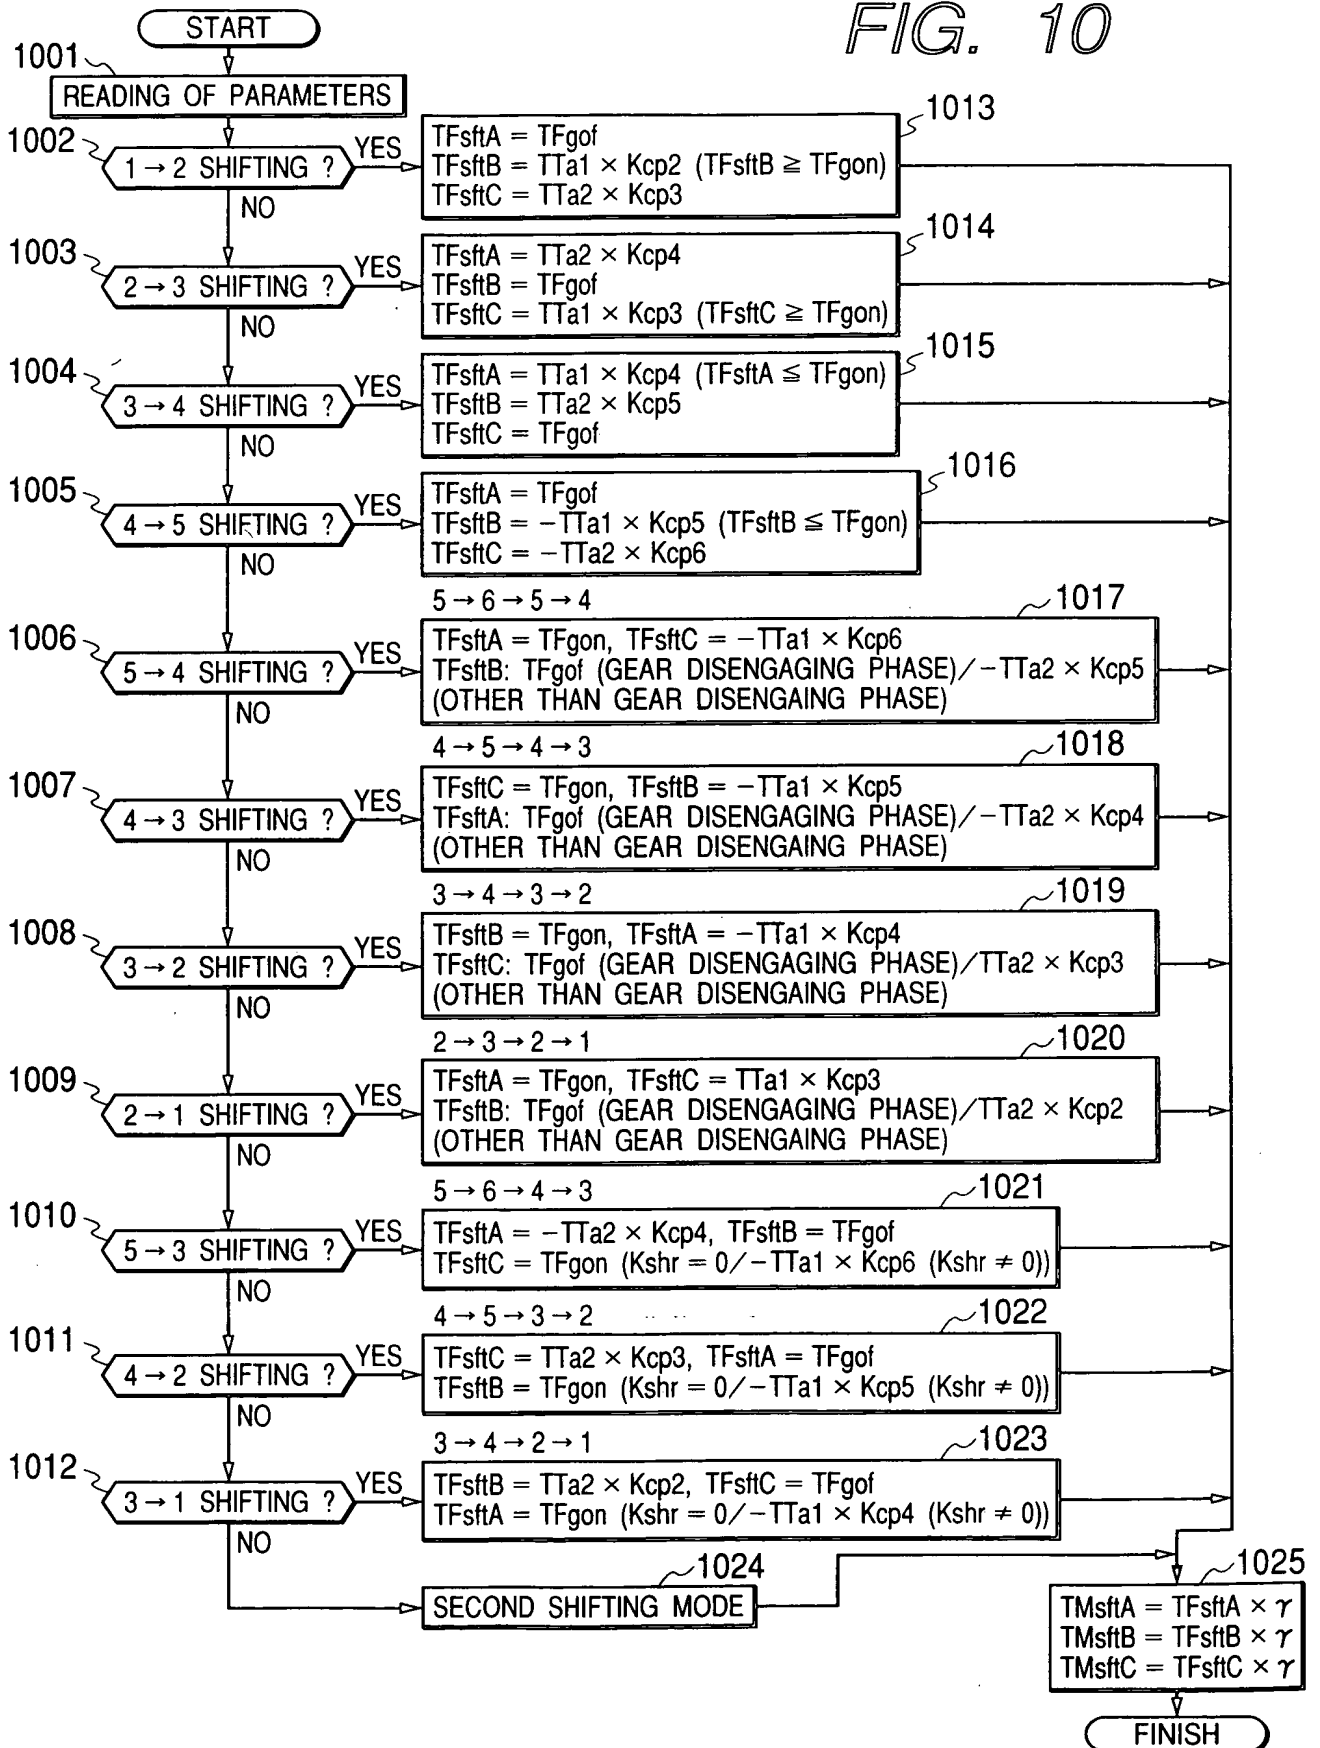 FIG. 10
START
1001
READING OF PARAMETERS
1002
1 → 2 SHIFTING ?
YES
NO
1013
TFsftA = TFgof
TFsftB = TTa1 × Kcp2 (TFsftB ≧ TFgon)
TFsftC = TTa2 × Kcp3
1003
2 → 3 SHIFTING ?
YES
NO
1014
TFsftA = TTa2 × Kcp4
TFsftB = TFgof
TFsftC = TTa1 × Kcp3 (TFsftC ≧ TFgon)
1004
3 → 4 SHIFTING ?
YES
NO
1015
TFsftA = TTa1 × Kcp4 (TFsftA ≦ TFgon)
TFsftB = TTa2 × Kcp5
TFsftC = TFgof
1005
4 → 5 SHIFTING ?
YES
NO
1016
TFsftA = TFgof
TFsftB = −TTa1 × Kcp5 (TFsftB ≦ TFgon)
TFsftC = −TTa2 × Kcp6
1006
5 → 4 SHIFTING ?
YES
NO
5 → 6 → 5 → 4
1017
TFsftA = TFgon, TFsftC = −TTa1 × Kcp6
TFsftB: TFgof (GEAR DISENGAGING PHASE)/−TTa2 × Kcp5
(OTHER THAN GEAR DISENGAING PHASE)
1007
4 → 3 SHIFTING ?
YES
NO
4 → 5 → 4 → 3
1018
TFsftC = TFgon, TFsftB = −TTa1 × Kcp5
TFsftA: TFgof (GEAR DISENGAGING PHASE)/−TTa2 × Kcp4
(OTHER THAN GEAR DISENGAING PHASE)
1008
3 → 2 SHIFTING ?
YES
NO
3 → 4 → 3 → 2
1019
TFsftB = TFgon, TFsftA = −TTa1 × Kcp4
TFsftC: TFgof (GEAR DISENGAGING PHASE)/TTa2 × Kcp3
(OTHER THAN GEAR DISENGAING PHASE)
1009
2 → 1 SHIFTING ?
YES
NO
2 → 3 → 2 → 1
1020
TFsftA = TFgon, TFsftC = TTa1 × Kcp3
TFsftB: TFgof (GEAR DISENGAGING PHASE)/TTa2 × Kcp2
(OTHER THAN GEAR DISENGAING PHASE)
1010
5 → 3 SHIFTING ?
YES
NO
5 → 6 → 4 → 3
1021
TFsftA = −TTa2 × Kcp4, TFsftB = TFgof
TFsftC = TFgon (Kshr = 0/−TTa1 × Kcp6 (Kshr ≠ 0))
1011
4 → 2 SHIFTING ?
YES
NO
4 → 5 → 3 → 2
1022
TFsftC = TTa2 × Kcp3, TFsftA = TFgof
TFsftB = TFgon (Kshr = 0/−TTa1 × Kcp5 (Kshr ≠ 0))
1012
3 → 1 SHIFTING ?
YES
NO
3 → 4 → 2 → 1
1023
TFsftB = TTa2 × Kcp2, TFsftC = TFgof
TFsftA = TFgon (Kshr = 0/−TTa1 × Kcp4 (Kshr ≠ 0))
1024
SECOND SHIFTING MODE
1025
TMsftA = TFsftA × γ
TMsftB = TFsftB × γ
TMsftC = TFsftC × γ
FINISH